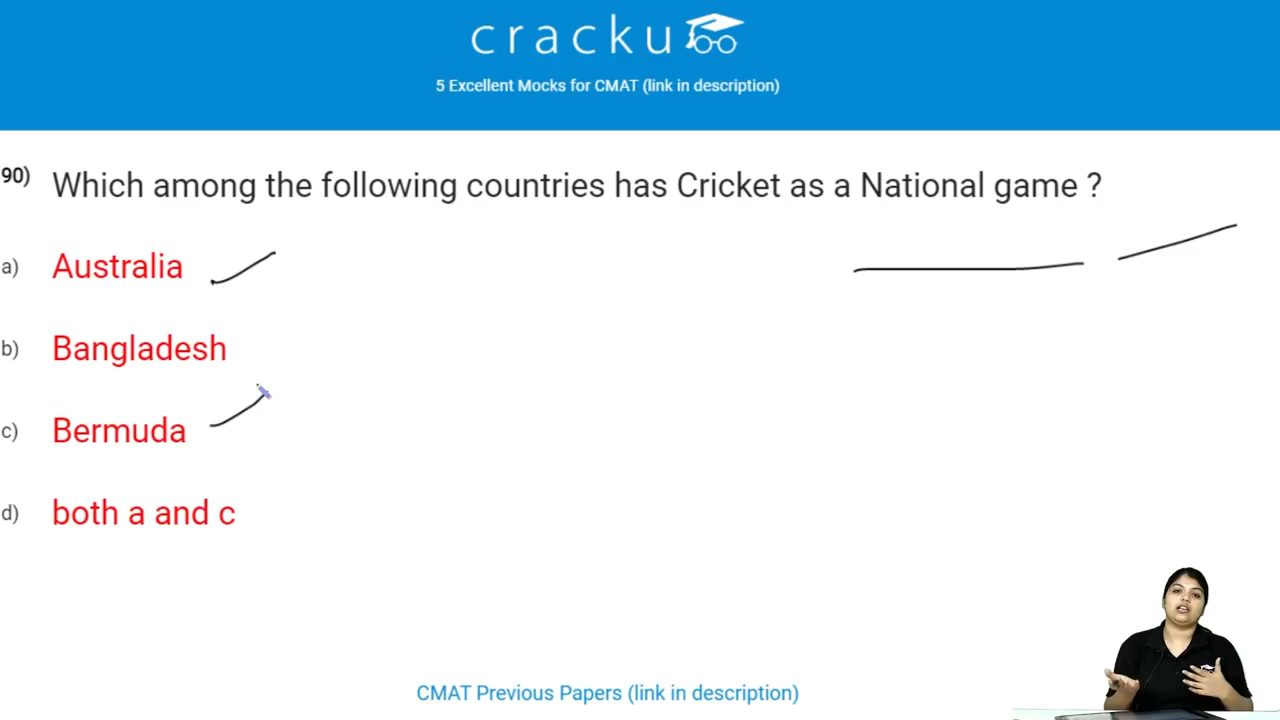 cracku
5 Excellent Mocks for CMAT (link in description)
90) Which among the following countries has Cricket as a National game ?
a) Australia
b) Bangladesh
c) Bermuda
d) both a and c
CMAT Previous Papers (link in description)